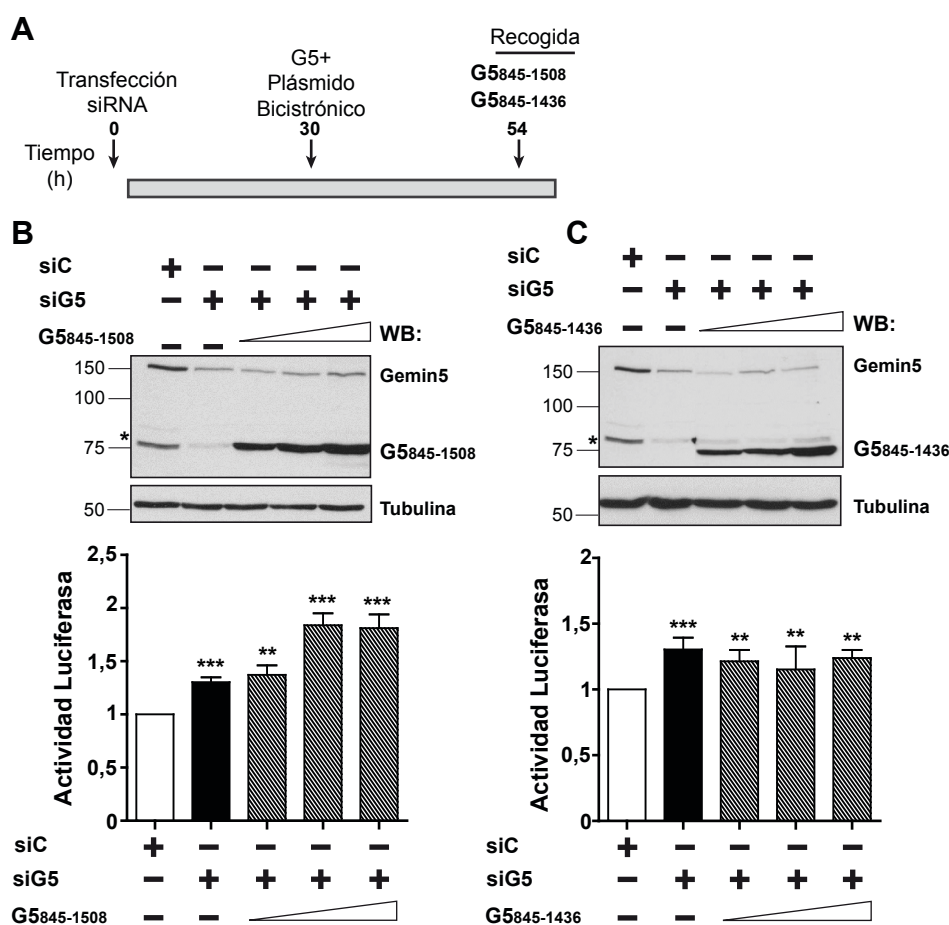 A
Transfección
siRNA
0
G5+
Plásmido
Bicistrónico
30
Recogida
G5845-1508
G5845-1436
54
Tiempo
(h)
B
siC + – – – –
siG5 – + + + +
G5845-1508 – – WB:
150 Gemin5
100
* 75 G5845-1508
50 Tubulina
2,5
2
1,5
1
0,5
0
Actividad Luciferasa
*** ** *** ***
siC + – – – –
siG5 – + + + +
G5845-1508 – –
C
siC + – – – –
siG5 – + + + +
G5845-1436 – – WB:
150 Gemin5
100
* 75 G5845-1436
50 Tubulina
2
1,5
1
0,5
0
Actividad Luciferasa
*** ** ** **
siC + – – – –
siG5 – + + + +
G5845-1436 – –